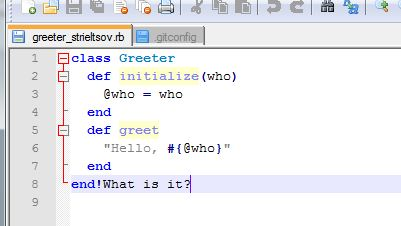 greeter_strieltsov.rb .gitconfig
1 class Greeter
2 def initialize(who)
3 @who = who
4 end
5 def greet
6 "Hello, #{@who}"
7 end
8 end!What is it?
9